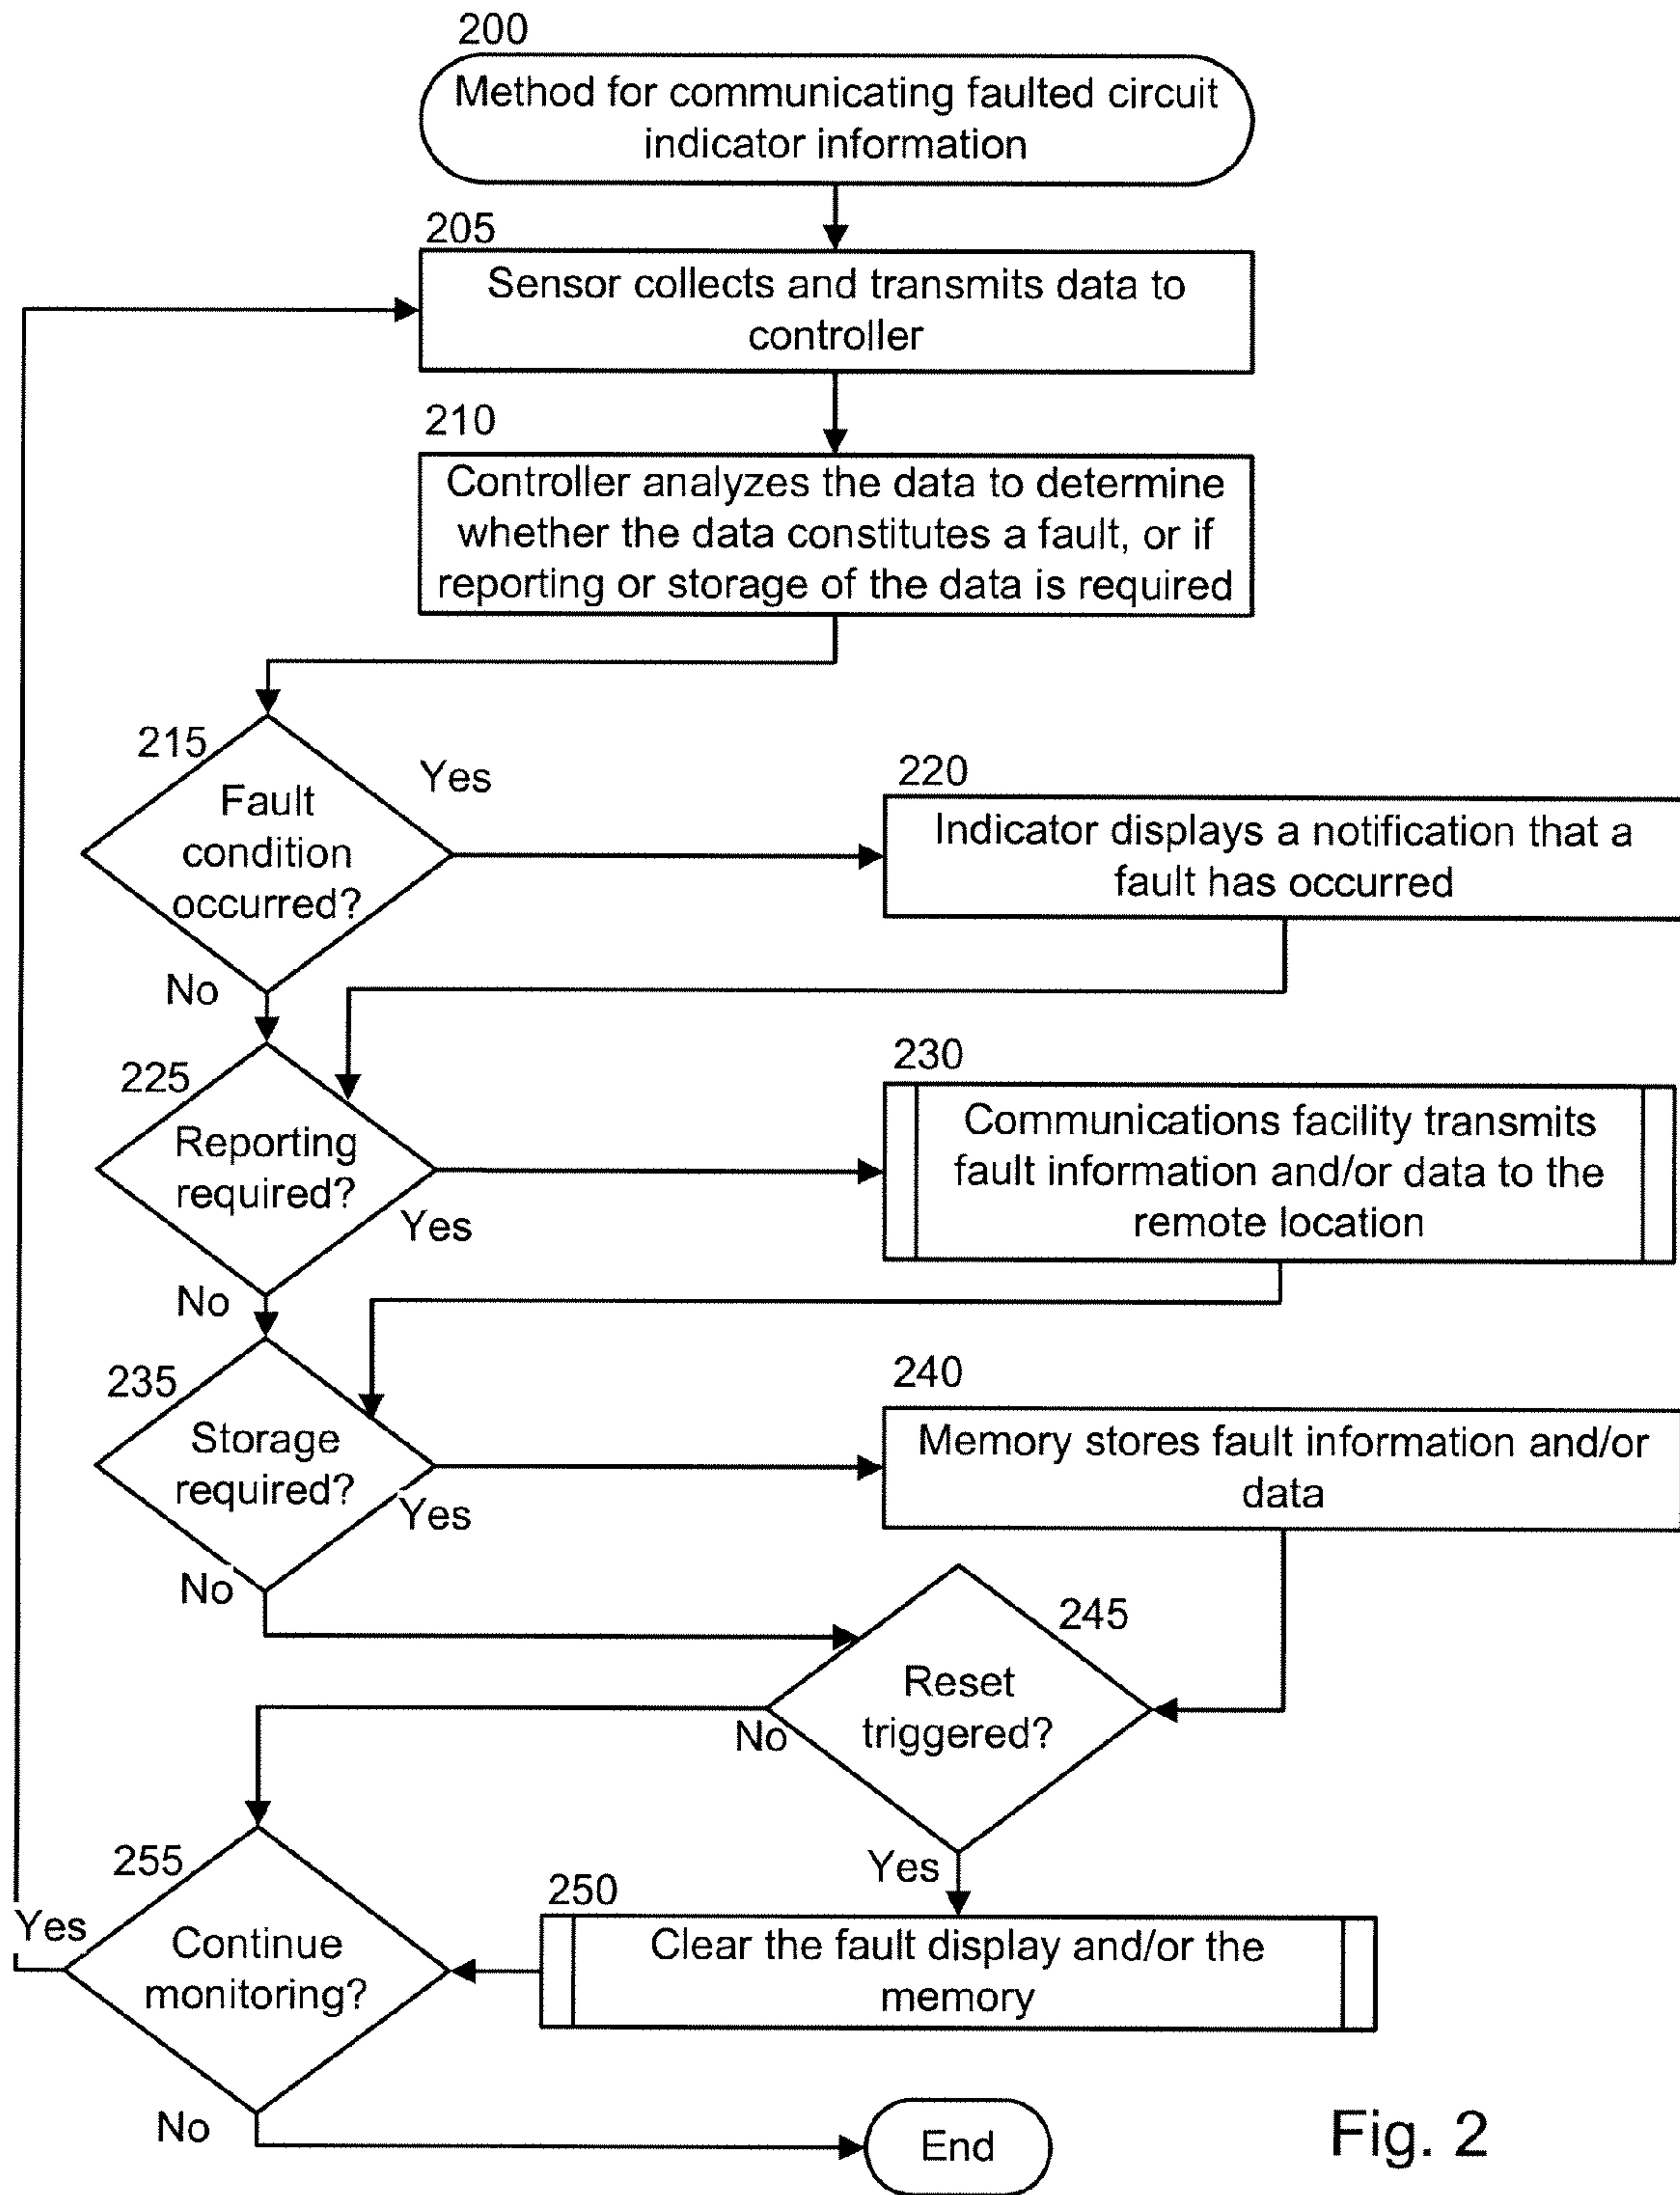 200
Method for communicating faulted circuit
indicator information
205
Sensor collects and transmits data to
controller
210
Controller analyzes the data to determine
whether the data constitutes a fault, or if
reporting or storage of the data is required
215
Fault
condition
occurred?
Yes
No
220
Indicator displays a notification that a
fault has occurred
225
Reporting
required?
Yes
No
230
Communications facility transmits
fault information and/or data to the
remote location
235
Storage
required?
Yes
No
240
Memory stores fault information and/or
data
245
Reset
triggered?
No
Yes
250
Clear the fault display and/or the
memory
255
Continue
monitoring?
Yes
No
End
Fig. 2